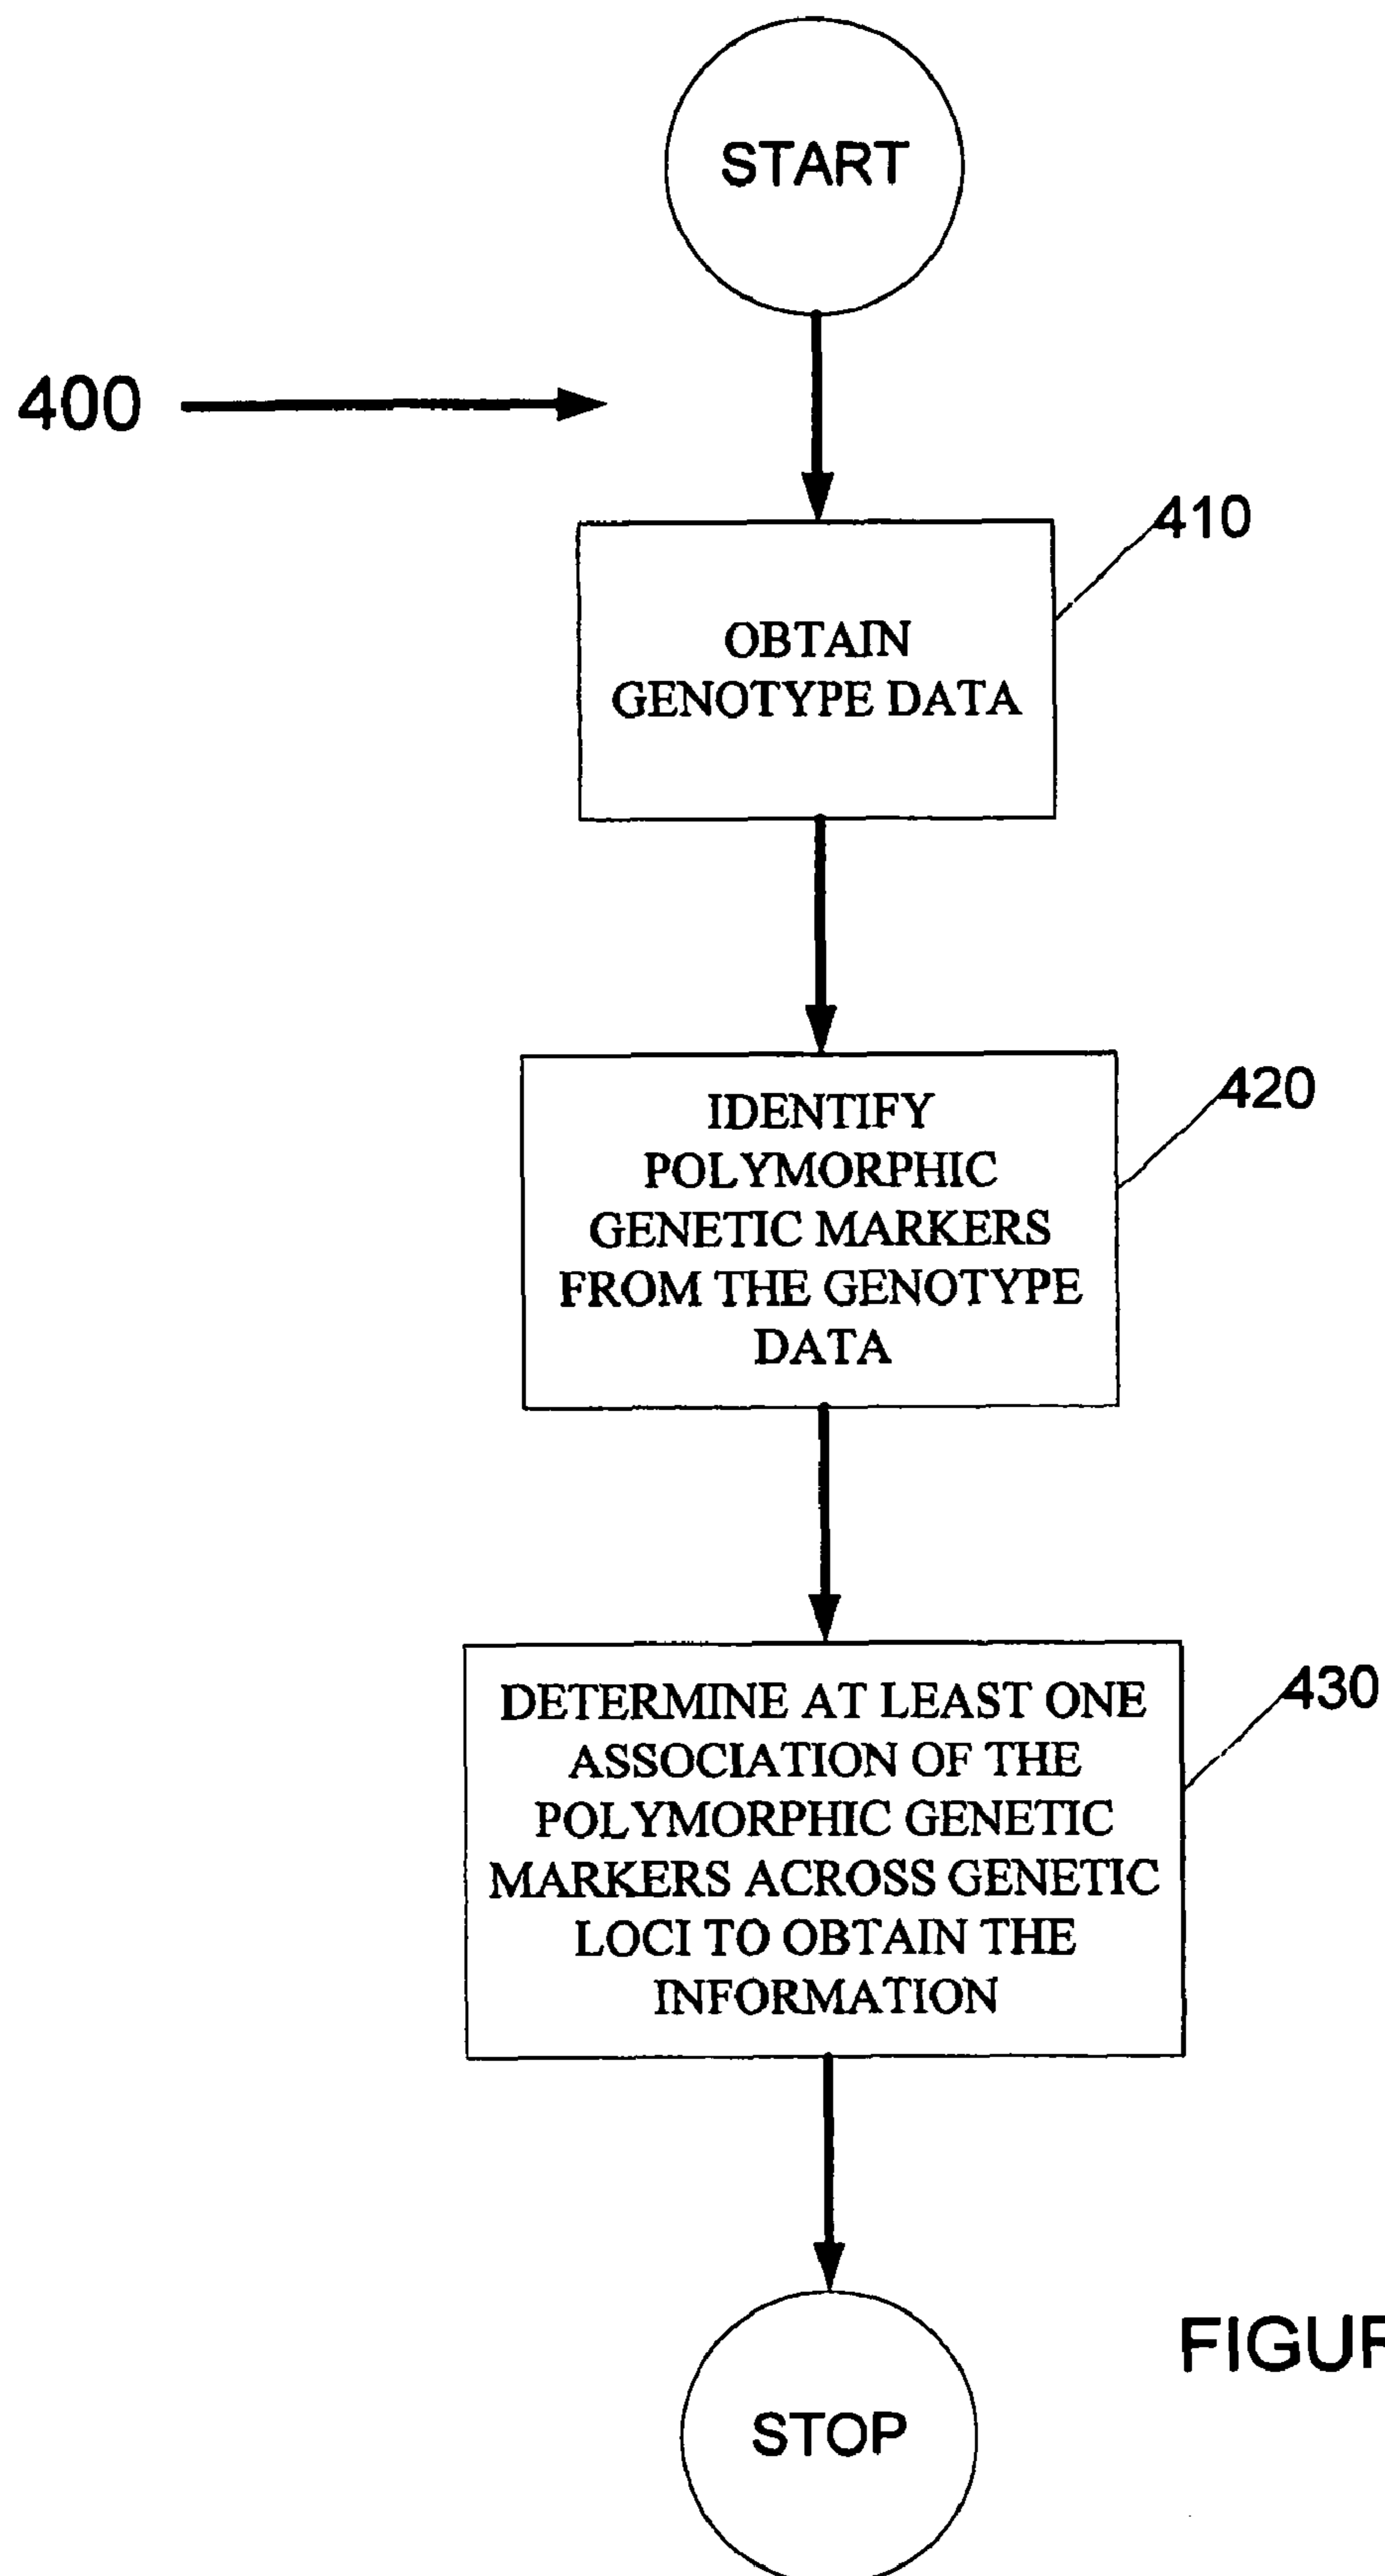 START
400
410
OBTAIN
GENOTYPE DATA
420
IDENTIFY
POLYMORPHIC
GENETIC MARKERS
FROM THE GENOTYPE
DATA
430
DETERMINE AT LEAST ONE
ASSOCIATION OF THE
POLYMORPHIC GENETIC
MARKERS ACROSS GENETIC
LOCI TO OBTAIN THE
INFORMATION
STOP